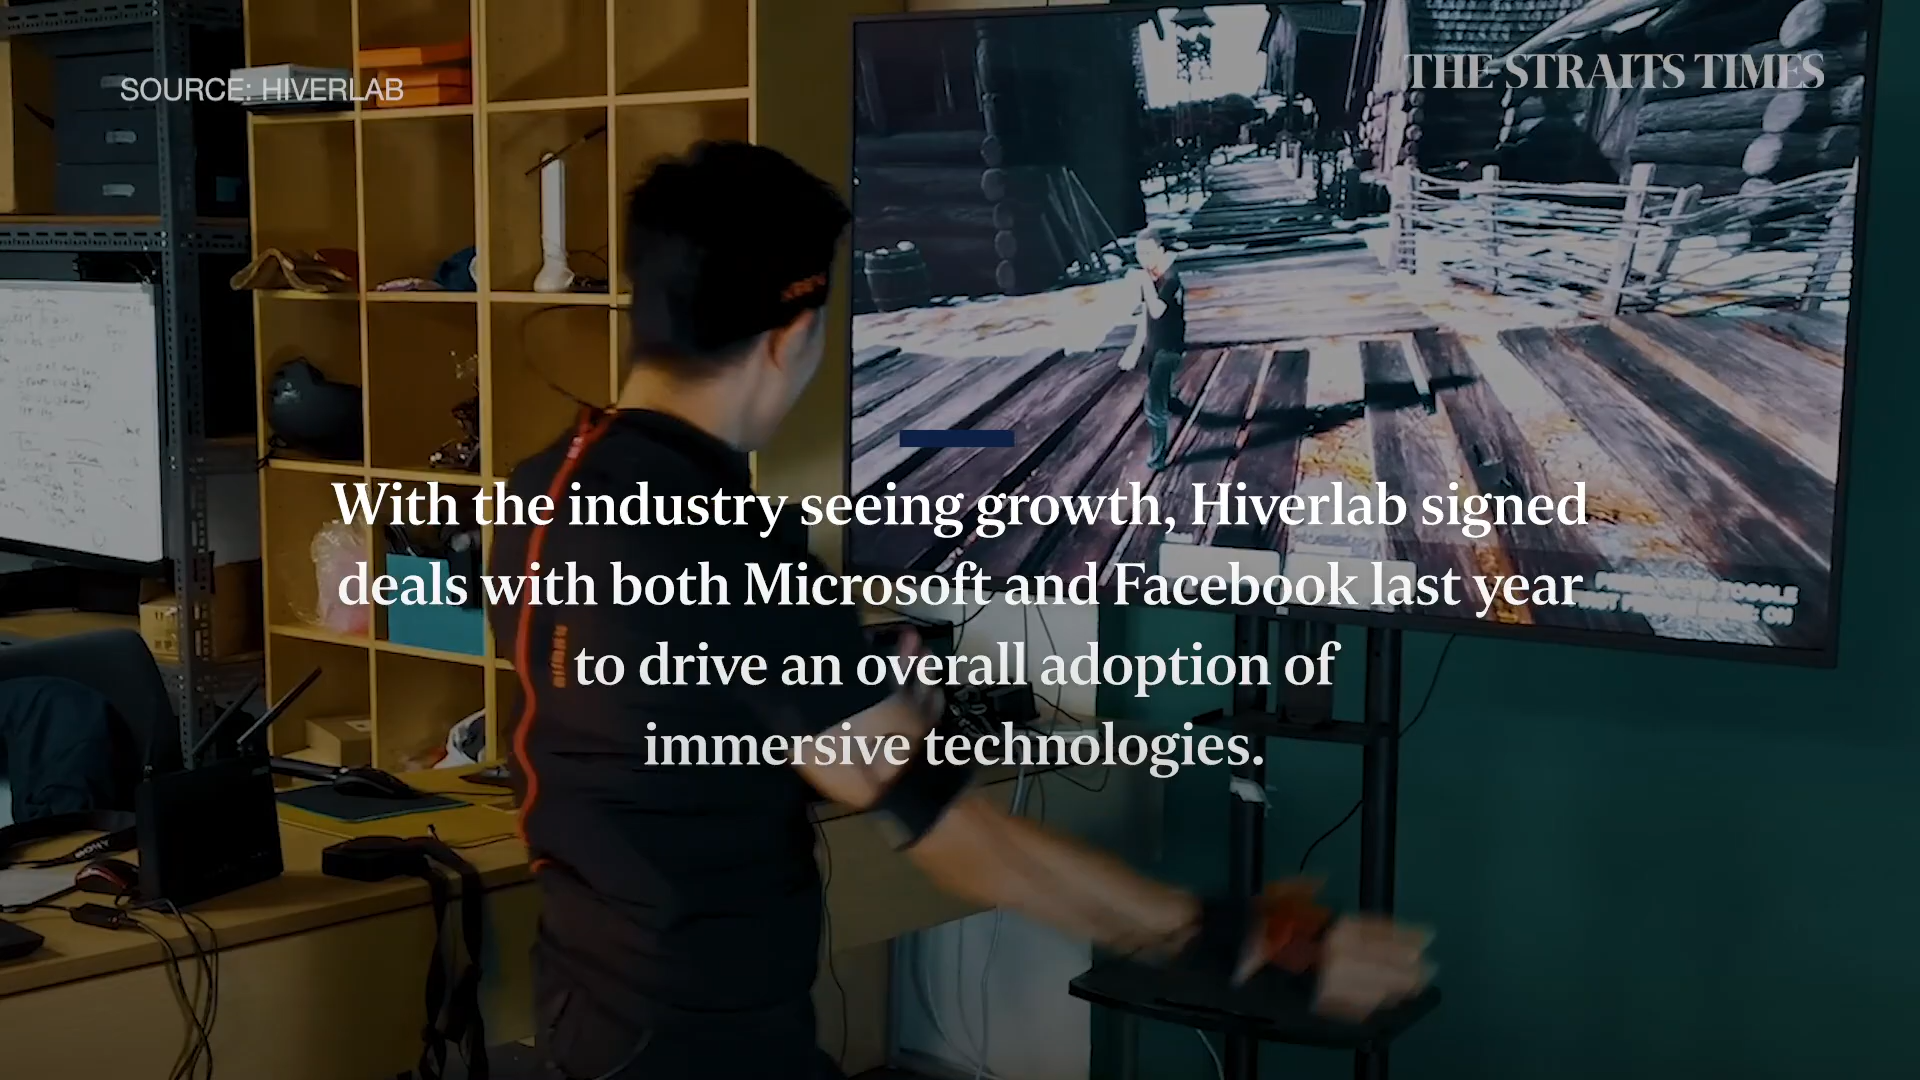 SOURCE: HIVERLAB
THE STRAITS TIMES
With the industry seeing growth, Hiverlab signed
deals with both Microsoft and Facebook last year
to drive an overall adoption of
immersive technologies.
SONY